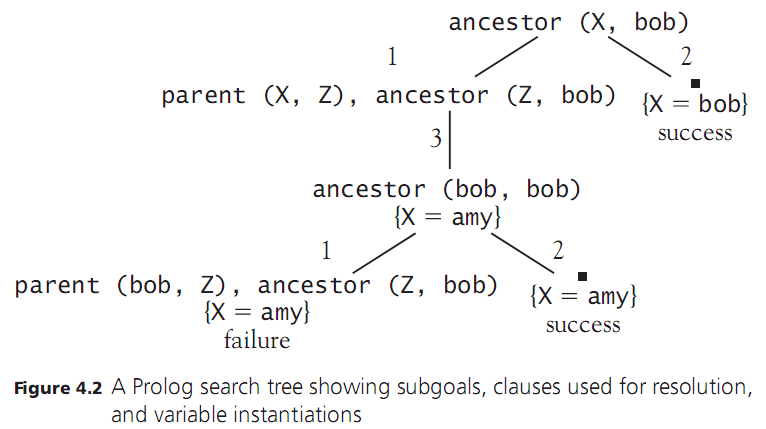 ancestor (X, bob)
1
2
parent (X, Z), ancestor (Z, bob)
{X = bob}
success
3
ancestor (bob, bob)
{X = amy}
1
2
parent (bob, Z), ancestor (Z, bob)
{X = amy}
failure
{X = amy}
success
Figure 4.2 A Prolog search tree showing subgoals, clauses used for resolution,
and variable instantiations